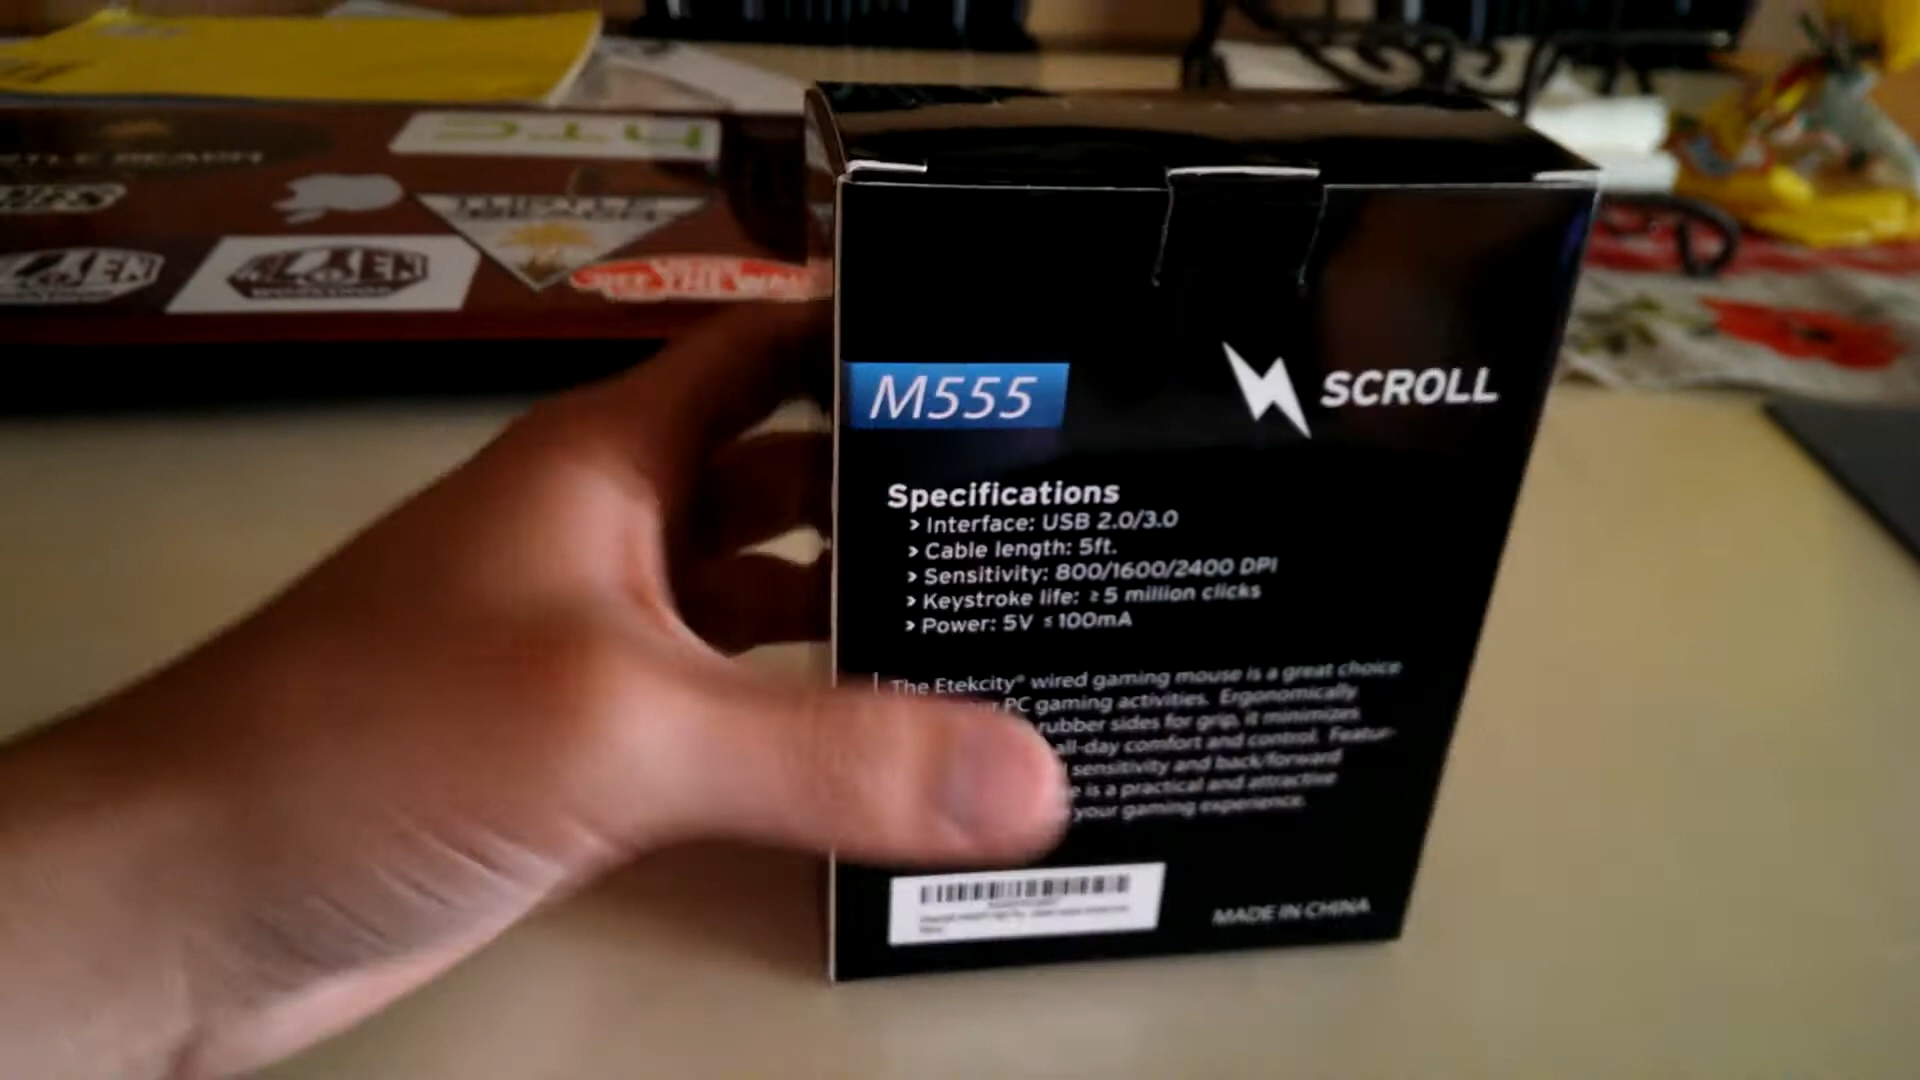 hTC
TURTLE
BEACH
M555
SCROLL
Specifications
> Interface: USB 2.0/3.0
> Cable length: 5ft.
> Sensitivity: 800/1600/2400 DPI
> Keystroke life: ≥5 million clicks
> Power: 5V ≤100mA
The Etekcity® wired gaming mouse is a great choice
PC gaming activities. Ergonomically
rubber sides for grip, it minimizes
all-day comfort and control. Featur-
sensitivity and back/forward
is a practical and attractive
your gaming experience.
MADE IN CHINA